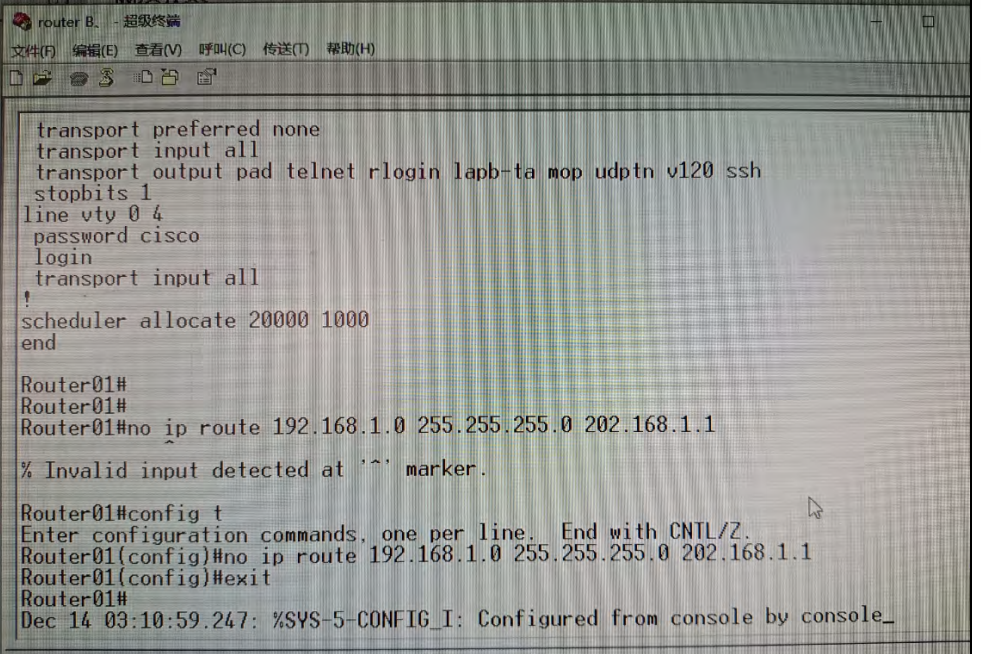 router B. - 超级终端
文件(F) 编辑(E) 查看(V) 呼叫(C) 传送(T) 帮助(H)
transport preferred none
transport input all
transport output pad telnet rlogin lapb-ta mop udptn v120 ssh
stopbits 1
line vty 0 4
password cisco
login
transport input all
!
scheduler allocate 20000 1000
end
Router01#
Router01#
Router01#no ip route 192.168.1.0 255.255.255.0 202.168.1.1
^
% Invalid input detected at '^' marker.
Router01#config t
Enter configuration commands, one per line.  End with CNTL/Z.
Router01(config)#no ip route 192.168.1.0 255.255.255.0 202.168.1.1
Router01(config)#exit
Router01#
Dec 14 03:10:59.247: %SYS-5-CONFIG_I: Configured from console by console_